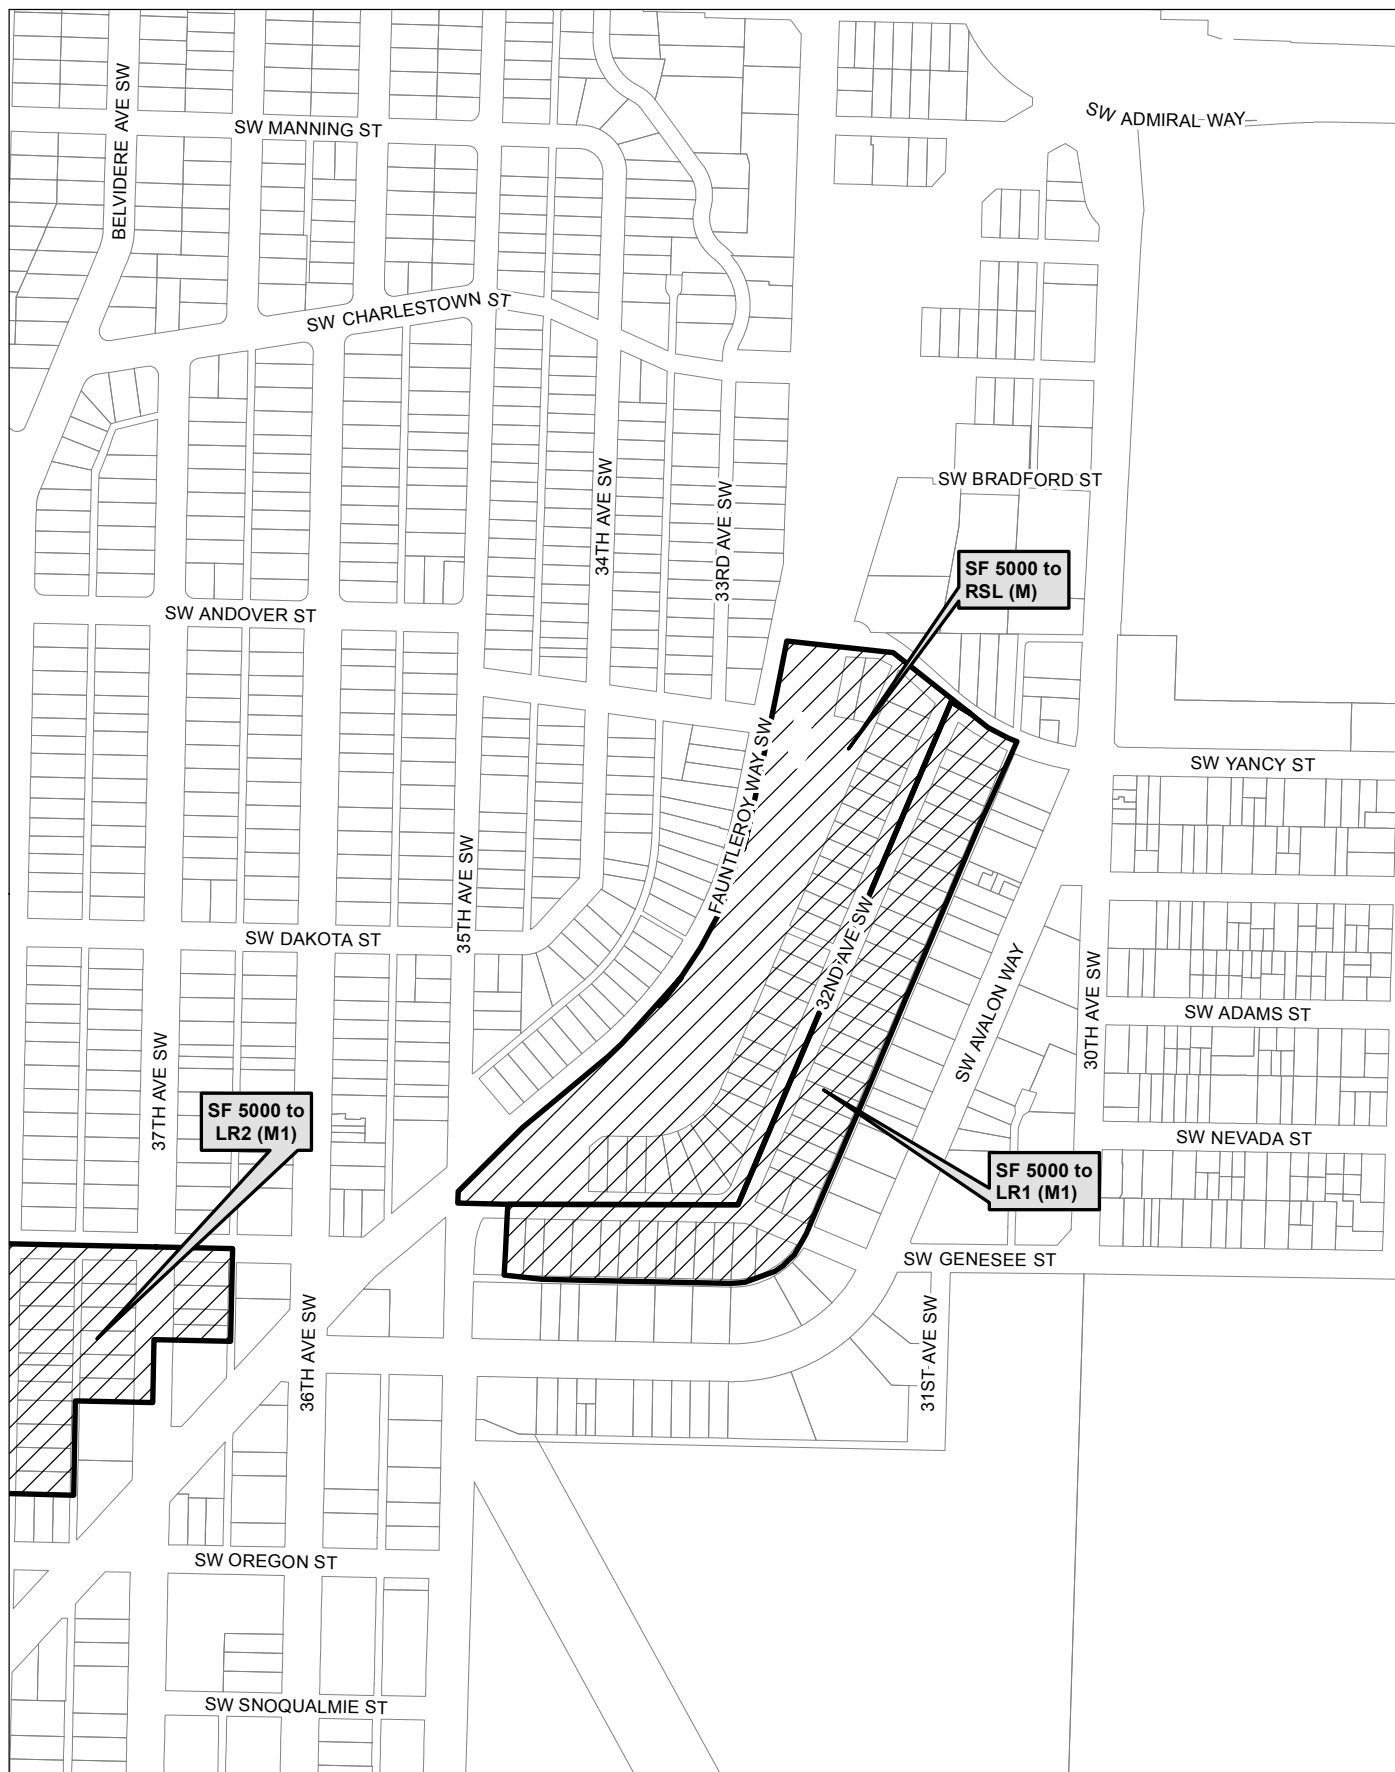 SW ADMIRAL WAY
SW MANNING ST
BELVIDERE AVE SW
SW CHARLESTOWN ST
SW BRADFORD ST
34TH AVE SW
33RD AVE SW
SF 5000 to
RSL (M)
SW ANDOVER ST
SW YANCY ST
FAUNTLEROY WAY SW
35TH AVE SW
32ND AVE SW
SW DAKOTA ST
SW AVALON WAY
30TH AVE SW
SW ADAMS ST
37TH AVE SW
SF 5000 to
LR2 (M1)
SW NEVADA ST
SF 5000 to
LR1 (M1)
SW GENESEE ST
36TH AVE SW
31ST AVE SW
SW OREGON ST
SW SNOQUALMIE ST